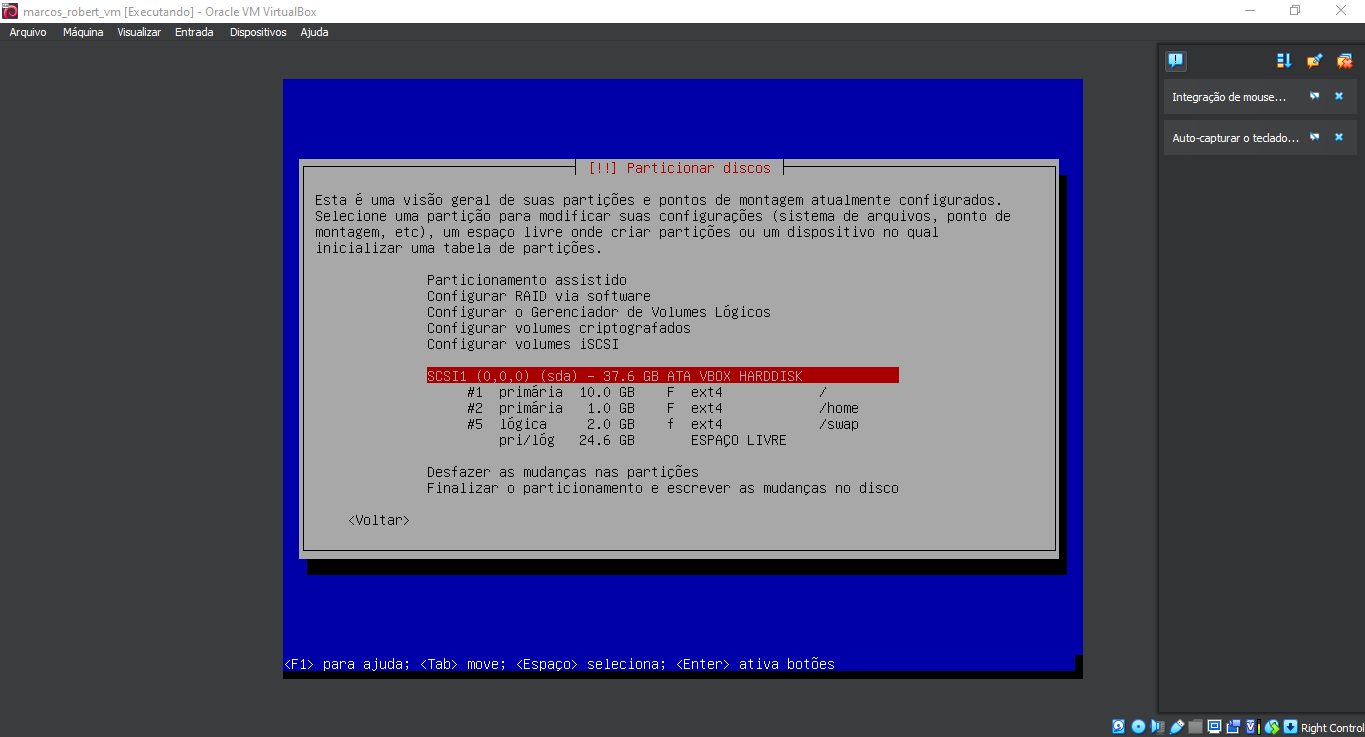 marcos_robert_vm [Executando] - Oracle VM VirtualBox
Arquivo Máquina Visualizar Entrada Dispositivos Ajuda
Integração de mouse...
Auto-capturar o teclado...
[!!] Particionar discos
Esta é uma visão geral de suas partições e pontos de montagem atualmente configurados.
Selecione uma partição para modificar suas configurações (sistema de arquivos, ponto de
montagem, etc), um espaço livre onde criar partições ou um dispositivo no qual
inicializar uma tabela de partições.
Particionamento assistido
Configurar RAID via software
Configurar o Gerenciador de Volumes Lógicos
Configurar volumes criptografados
Configurar volumes iSCSI
SCSI1 (0,0,0) (sda) - 37.6 GB ATA VBOX HARDDISK
#1 primária 10.0 GB F ext4 /
#2 primária 1.0 GB F ext4 /home
#5 lógica 2.0 GB f ext4 /swap
pri/lóg 24.6 GB ESPAÇO LIVRE
Desfazer as mudanças nas partições
Finalizar o particionamento e escrever as mudanças no disco
<Voltar>
<F1> para ajuda; <Tab> move; <Espaço> seleciona; <Enter> ativa botões
Right Control